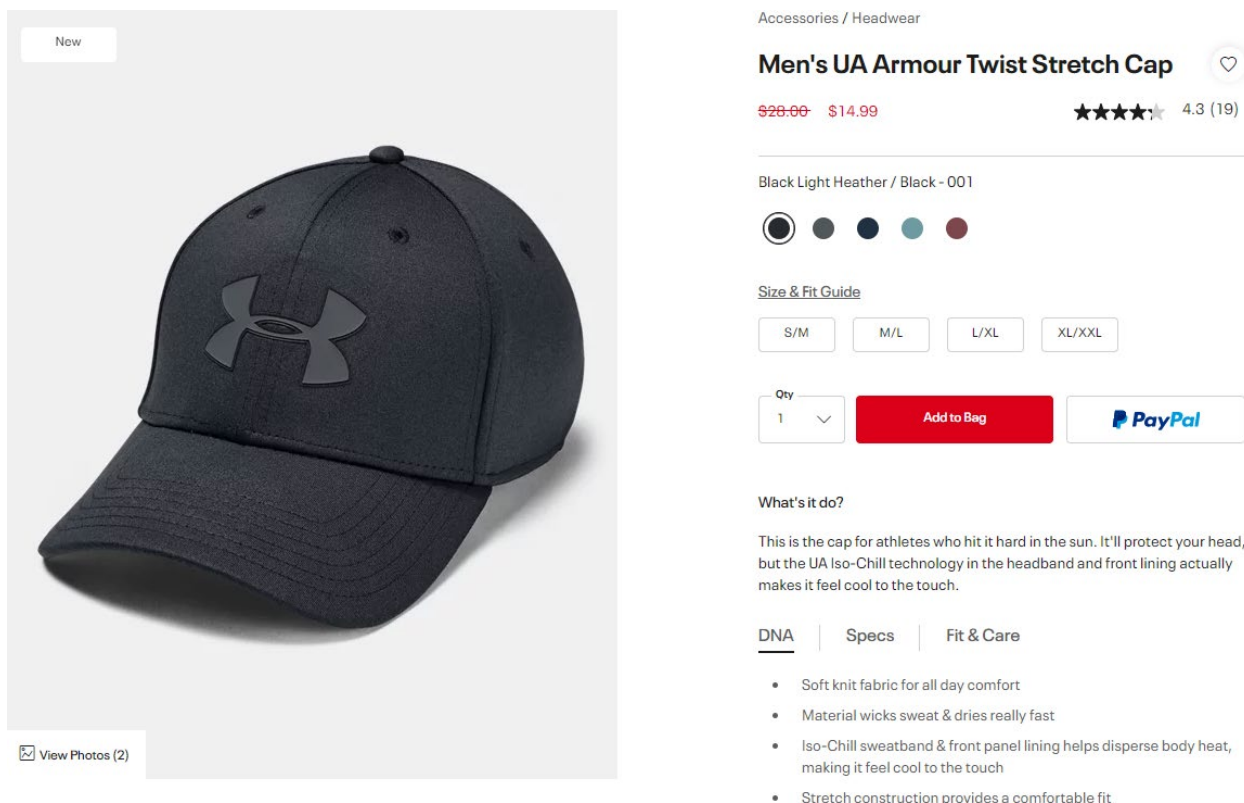 New
View Photos (2)
Accessories / Headwear
Men's UA Armour Twist Stretch Cap
$28.00 $14.99
4.3 (19)
Black Light Heather / Black - 001
Size & Fit Guide
S/M
M/L
L/XL
XL/XXL
Qty
1
Add to Bag
PayPal
What's it do?
This is the cap for athletes who hit it hard in the sun. It'll protect your head,
but the UA Iso-Chill technology in the headband and front lining actually
makes it feel cool to the touch.
DNA
Specs
Fit & Care
• Soft knit fabric for all day comfort
• Material wicks sweat & dries really fast
• Iso-Chill sweatband & front panel lining helps disperse body heat,
making it feel cool to the touch
• Stretch construction provides a comfortable fit